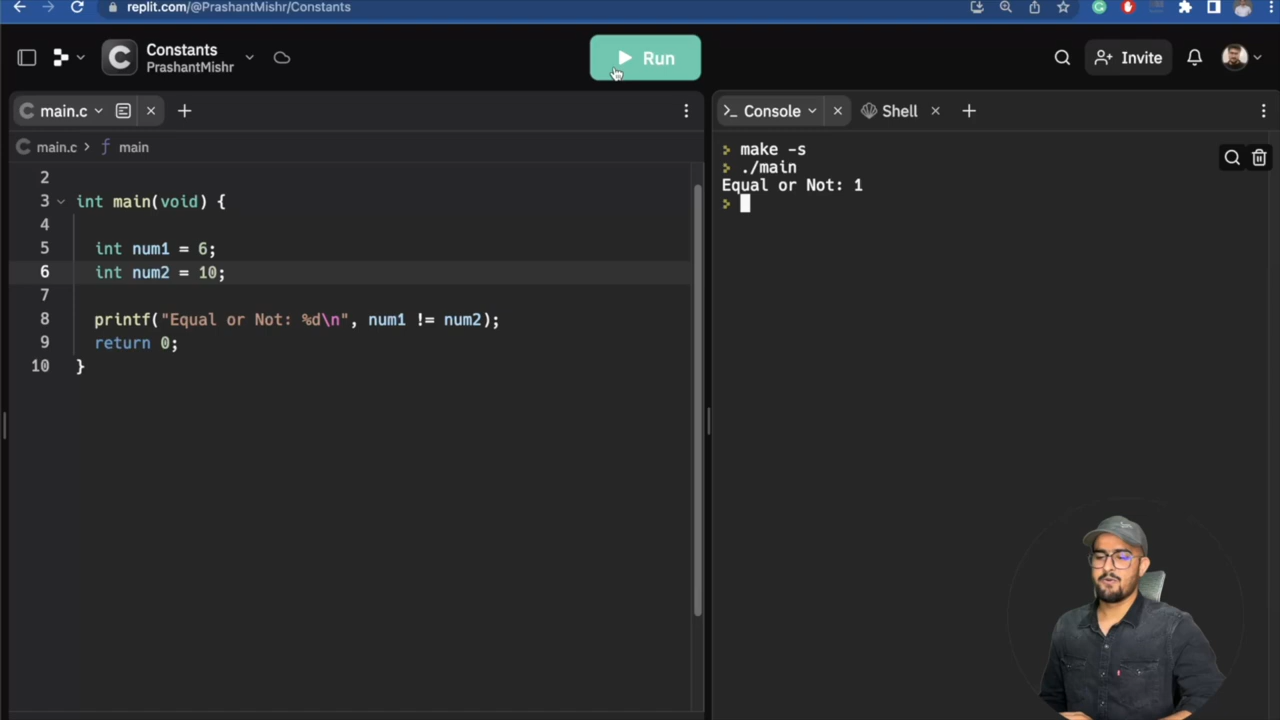 replit.com/@PrashantMishr/Constants
Constants
PrashantMishr
Run
Invite
main.c
Console
Shell
main.c > main
2
3 int main(void) {
4
5 int num1 = 6;
6 int num2 = 10;
7
8 printf("Equal or Not: %d\n", num1 != num2);
9 return 0;
10 }
> make -s
> ./main
Equal or Not: 1
>